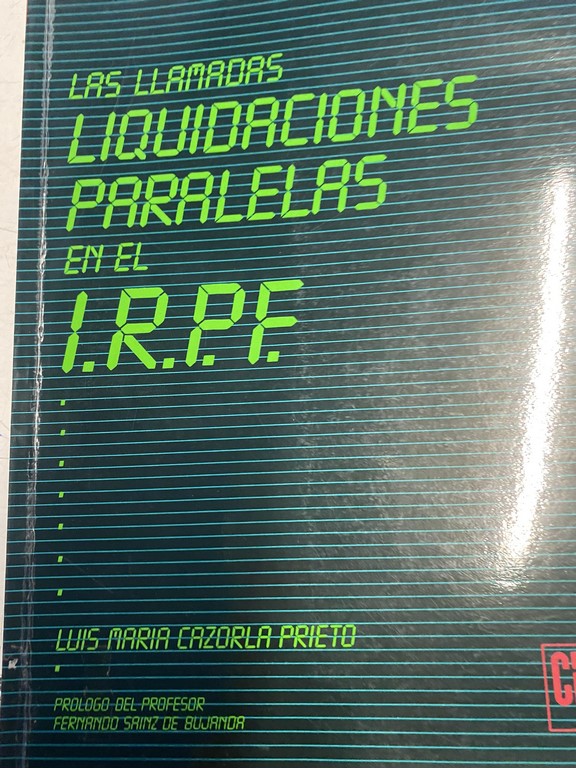 LAS LLAMADAS
LIQUIDACIONES
PARALELAS
EN EL
I.R.P.F.
LUIS MARIA CAZORLA PRIETO
PROLOGO DEL PROFESOR
FERNANDO SAINZ DE BUJANDA